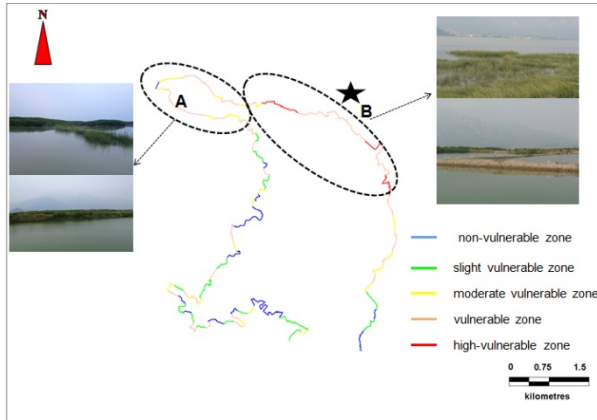 N
A
B
non-vulnerable zone
slight vulnerable zone
moderate vulnerable zone
vulnerable zone
high-vulnerable zone
0 0.75 1.5
kilometres